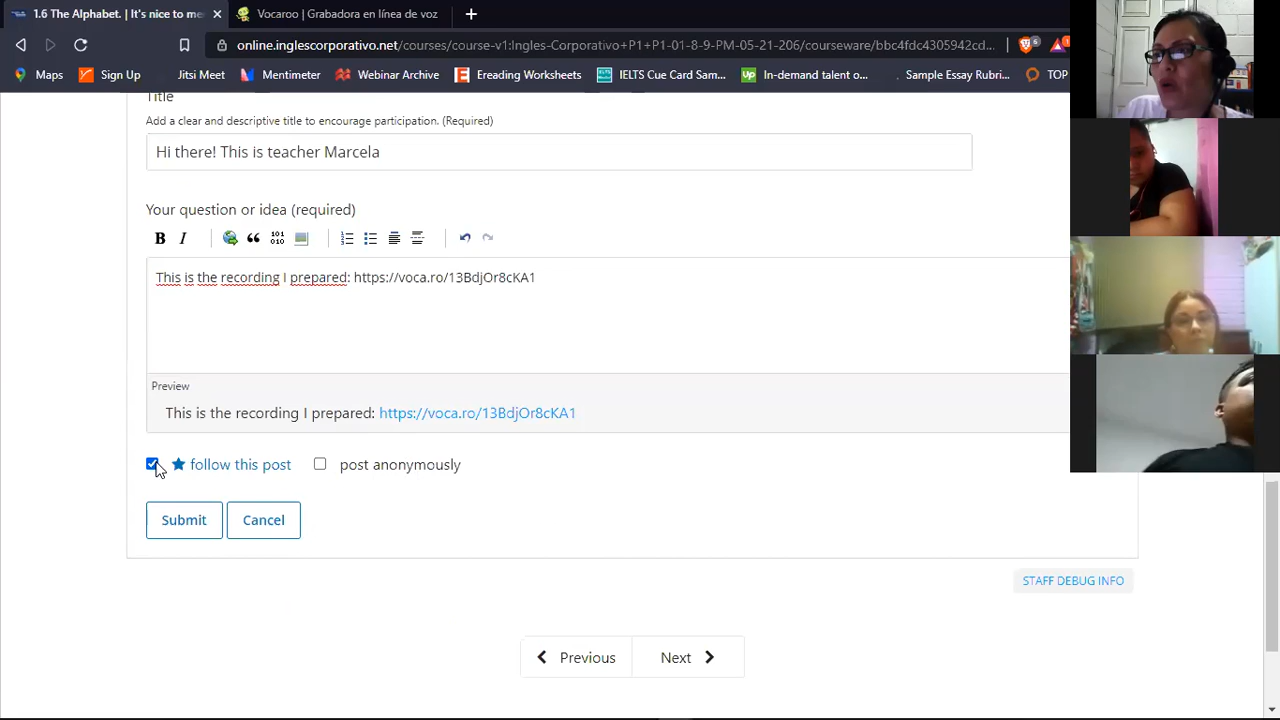 1.6 The Alphabet. | It's nice to me
Vocaroo | Grabadora en línea de voz
online.inglescorporativo.net/courses/course-v1:Ingles-Corporativo+P1+P1-01-8-9-PM-05-21-206/courseware/bbc4fdc4305942cd...
Maps Sign Up Jitsi Meet Mentimeter Webinar Archive Ereading Worksheets IELTS Cue Card Sam... In-demand talent o... Sample Essay Rubri... TOP
Title
Add a clear and descriptive title to encourage participation. (Required)
Hi there! This is teacher Marcela
Your question or idea (required)
B I
This is the recording I prepared: https://voca.ro/13BdjOr8cKA1
Preview
This is the recording I prepared: https://voca.ro/13BdjOr8cKA1
follow this post post anonymously
Submit Cancel
STAFF DEBUG INFO
Previous Next